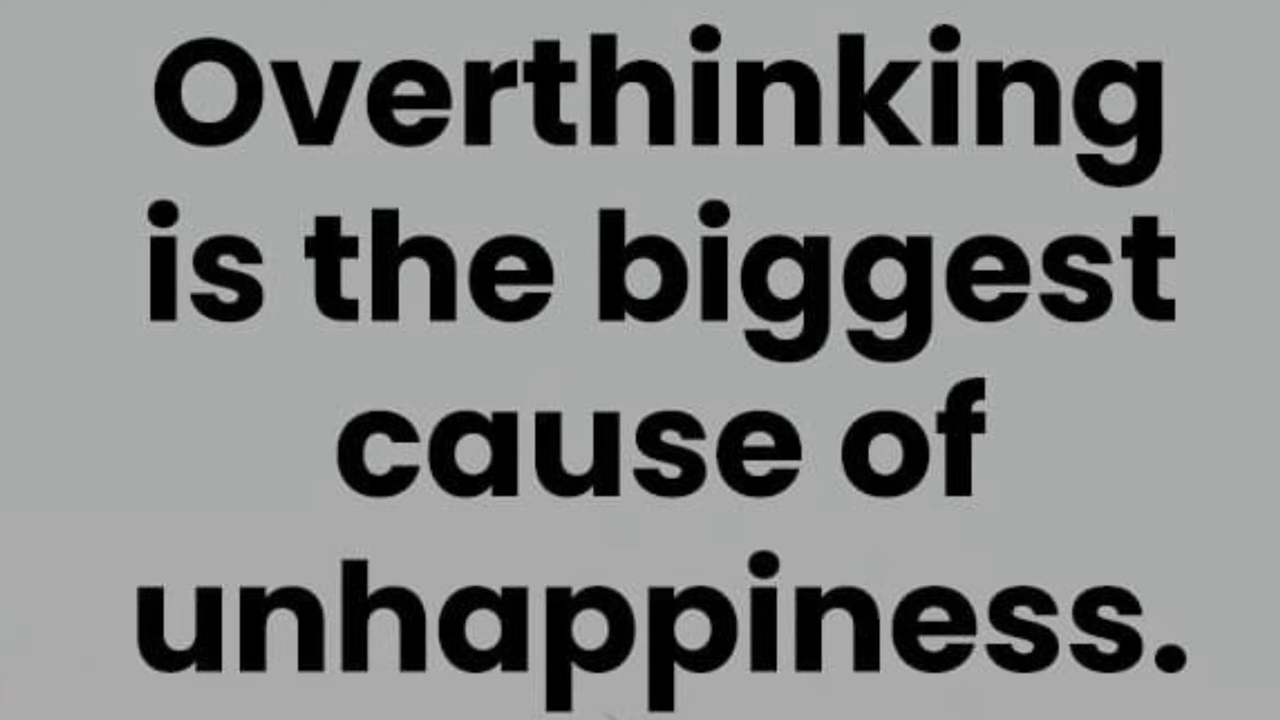 Overthinking
is the biggest
cause of
unhappiness.